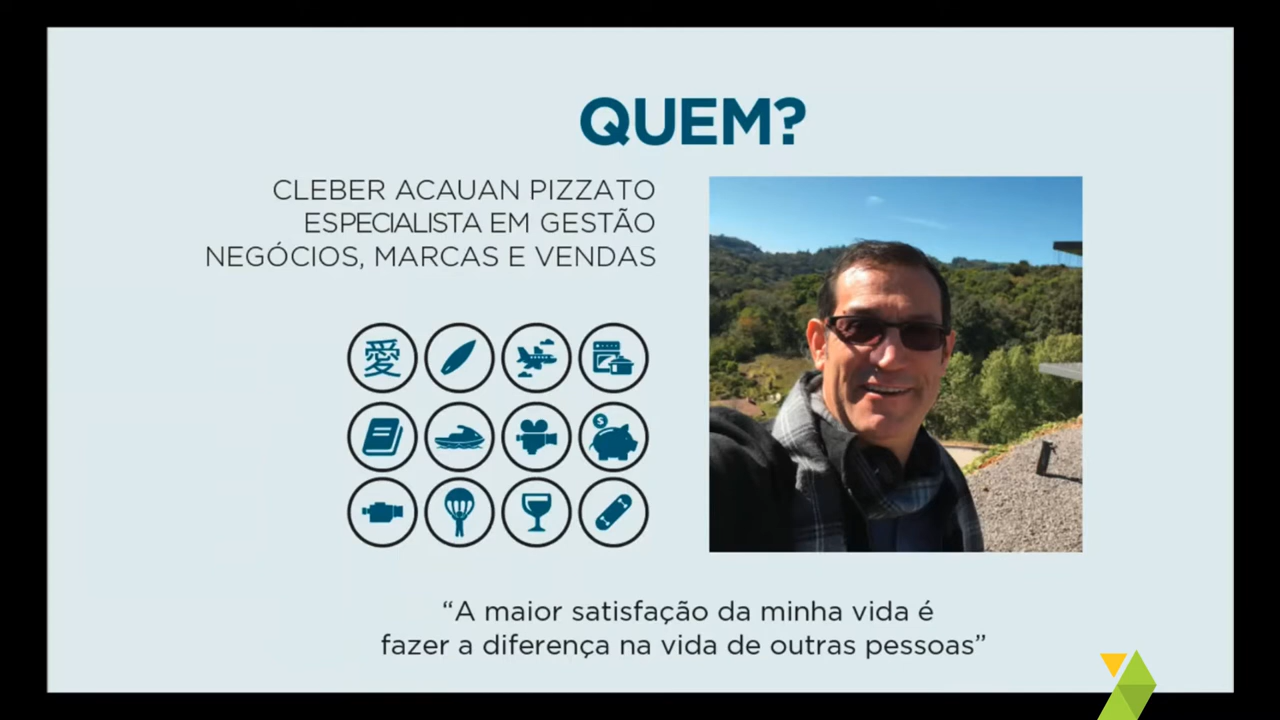 QUEM?
CLEBER ACAUAN PIZZATO
ESPECIALISTA EM GESTÃO
NEGÓCIOS, MARCAS E VENDAS
愛
$
“A maior satisfação da minha vida é
fazer a diferença na vida de outras pessoas”